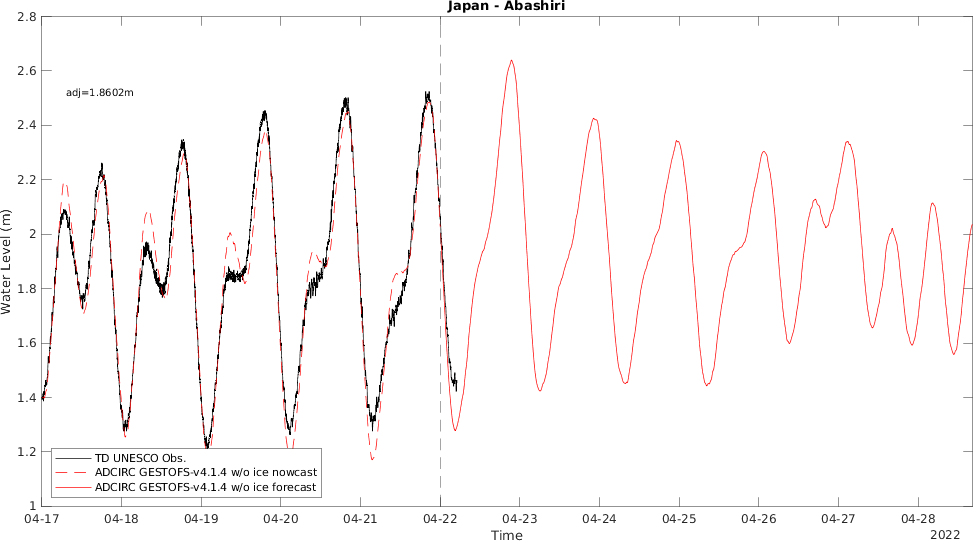 Japan - Abashiri
2.8
2.6
2.4
2.2
2
1.8
1.6
1.4
1.2
1
Water Level (m)
adj=1.8602m
TD UNESCO Obs.
ADCIRC GESTOFS-v4.1.4 w/o ice nowcast
ADCIRC GESTOFS-v4.1.4 w/o ice forecast
04-17 04-18 04-19 04-20 04-21 04-22 04-23 04-24 04-25 04-26 04-27 04-28
Time
2022